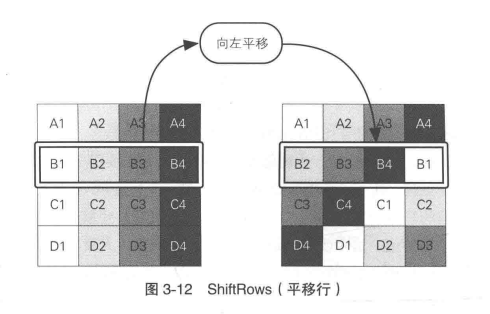 向左平移
A1 A2 A3 A4 A1 A2 A3 A4
B1 B2 B3 B4 B2 B3 B4 B1
C1 C2 C3 C4 C3 C4 C1 C2
D1 D2 D3 D4 D4 D1 D2 D3
图 3-12 ShiftRows（平移行）